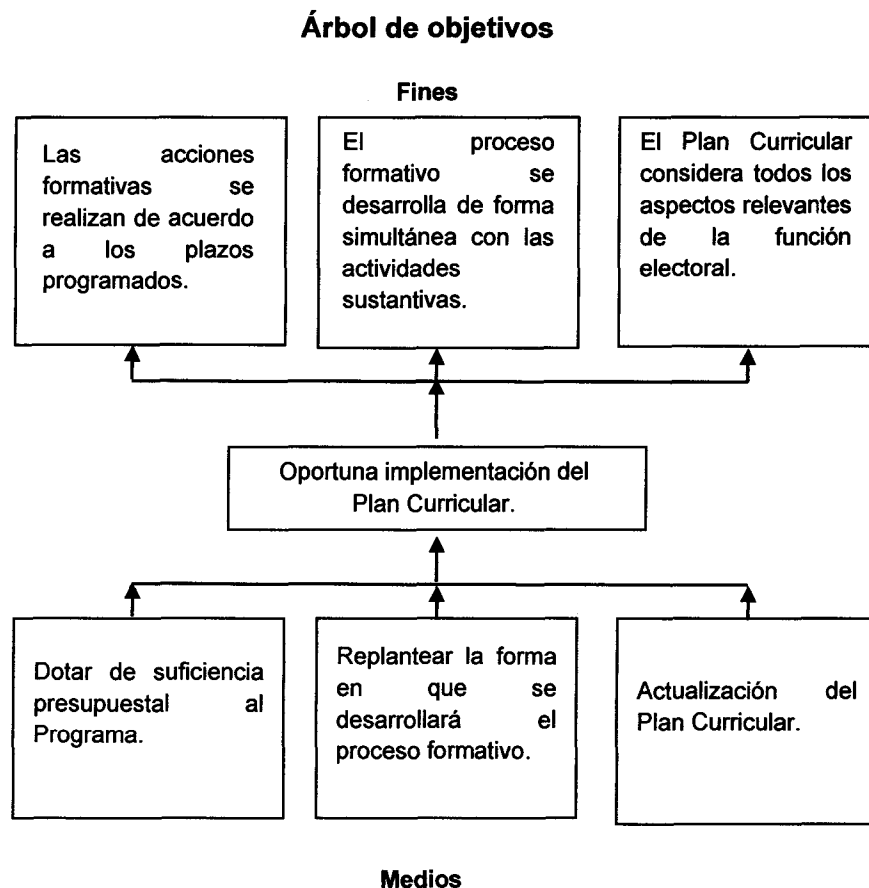 Árbol de objetivos
Fines
Las acciones
formativas se
realizan de acuerdo
a los plazos
programados.
El proceso
formativo se
desarrolla de forma
simultánea con las
actividades
sustantivas.
El Plan Curricular
considera todos los
aspectos relevantes
de la función
electoral.
Oportuna implementación del
Plan Curricular.
Dotar de suficiencia
presupuestal al
Programa.
Replantear la forma
en que se
desarrollará el
proceso formativo.
Actualización del
Plan Curricular.
Medios